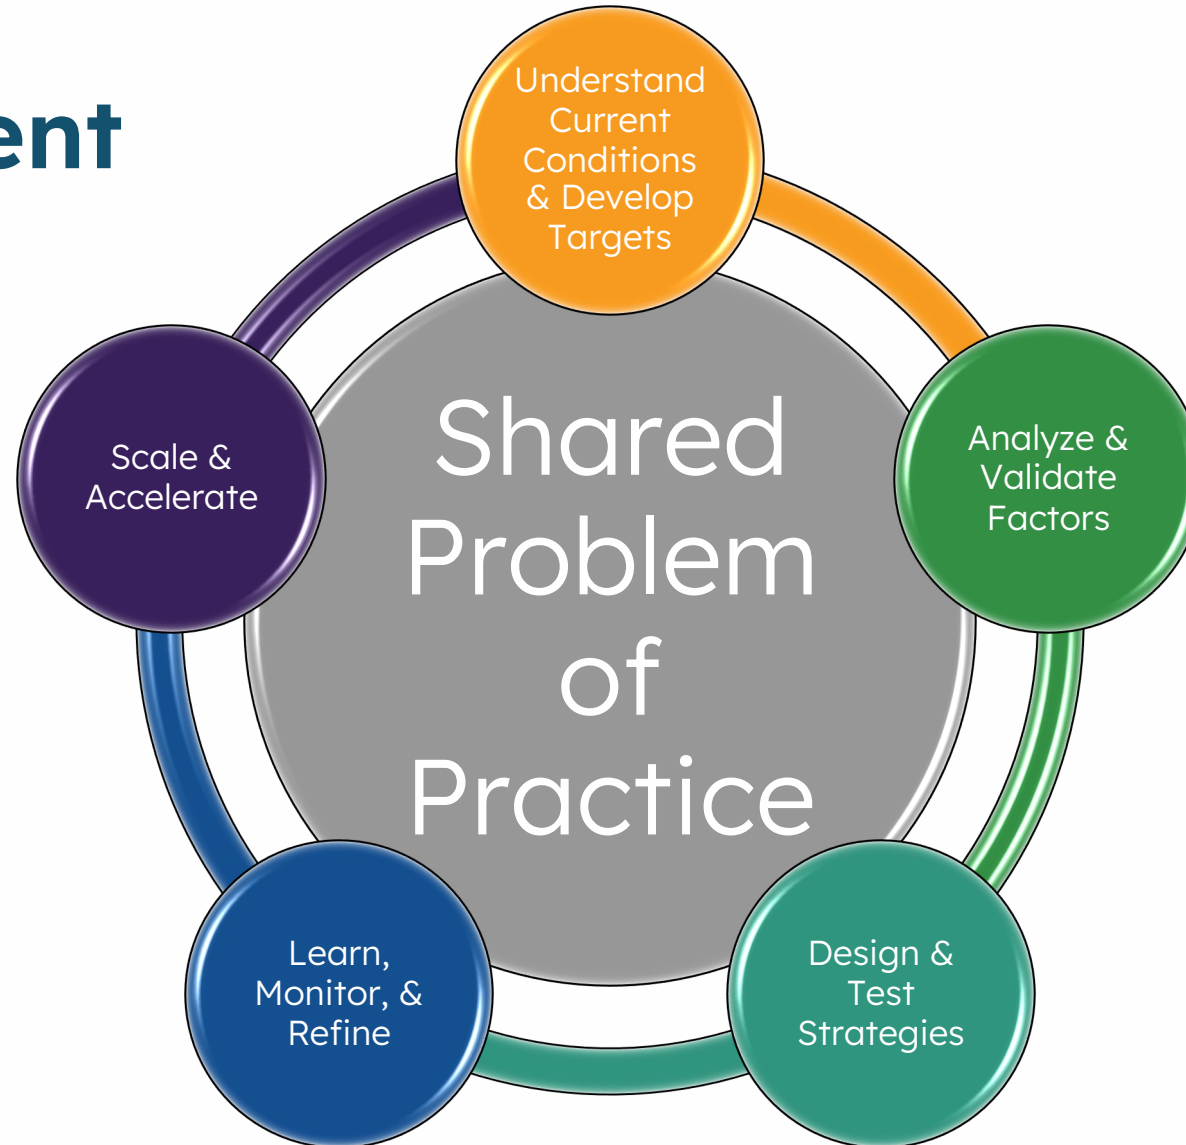 ent
Understand
Current
Conditions
& Develop
Targets
Analyze &
Validate
Factors
Design &
Test
Strategies
Learn,
Monitor, &
Refine
Scale &
Accelerate
Shared
Problem
of
Practice